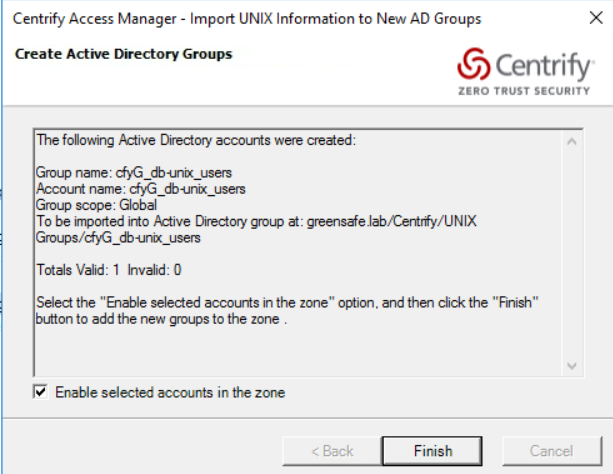 Centrify Access Manager - Import UNIX Information to New AD Groups
Create Active Directory Groups
Centrify
ZERO TRUST SECURITY
The following Active Directory accounts were created:
Group name: cfyG_db-unix_users
Account name: cfyG_db-unix_users
Group scope: Global
To be imported into Active Directory group at: greensafe.lab/Centrify/UNIX
Groups/cfyG_db-unix_users
Totals Valid: 1  Invalid: 0
Select the "Enable selected accounts in the zone" option, and then click the "Finish"
button to add the new groups to the zone .
Enable selected accounts in the zone
< Back
Finish
Cancel